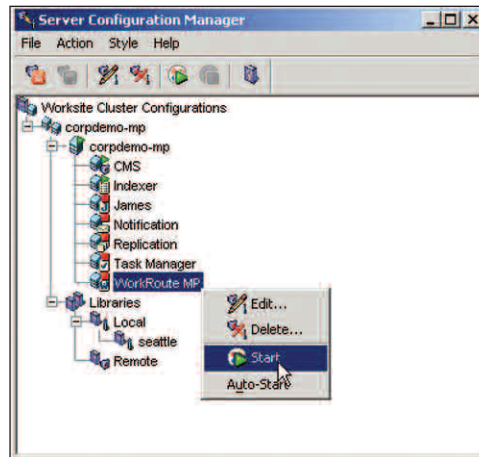 Server Configuration Manager
File Action Style Help
Worksite Cluster Configurations
corpdemo-mp
corpdemo-mp
CMS
Indexer
James
Notification
Replication
Task Manager
WorkRoute MP
Libraries
Local
seattle
Remote
Edit...
Delete...
Start
Auto-Start